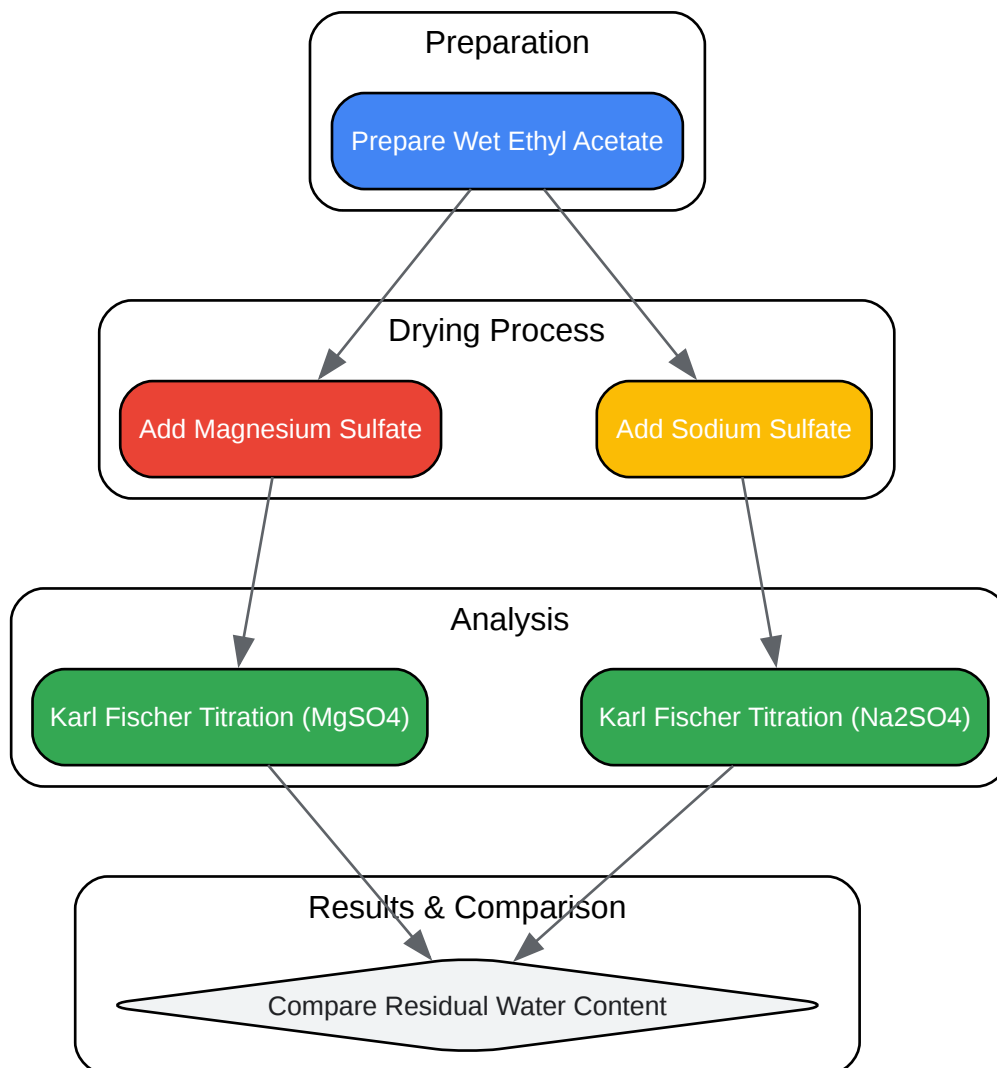 Preparation
Prepare Wet Ethyl Acetate
Drying Process
Add Magnesium Sulfate
Add Sodium Sulfate
Analysis
Karl Fischer Titration (MgSO4)
Karl Fischer Titration (Na2SO4)
Results & Comparison
Compare Residual Water Content